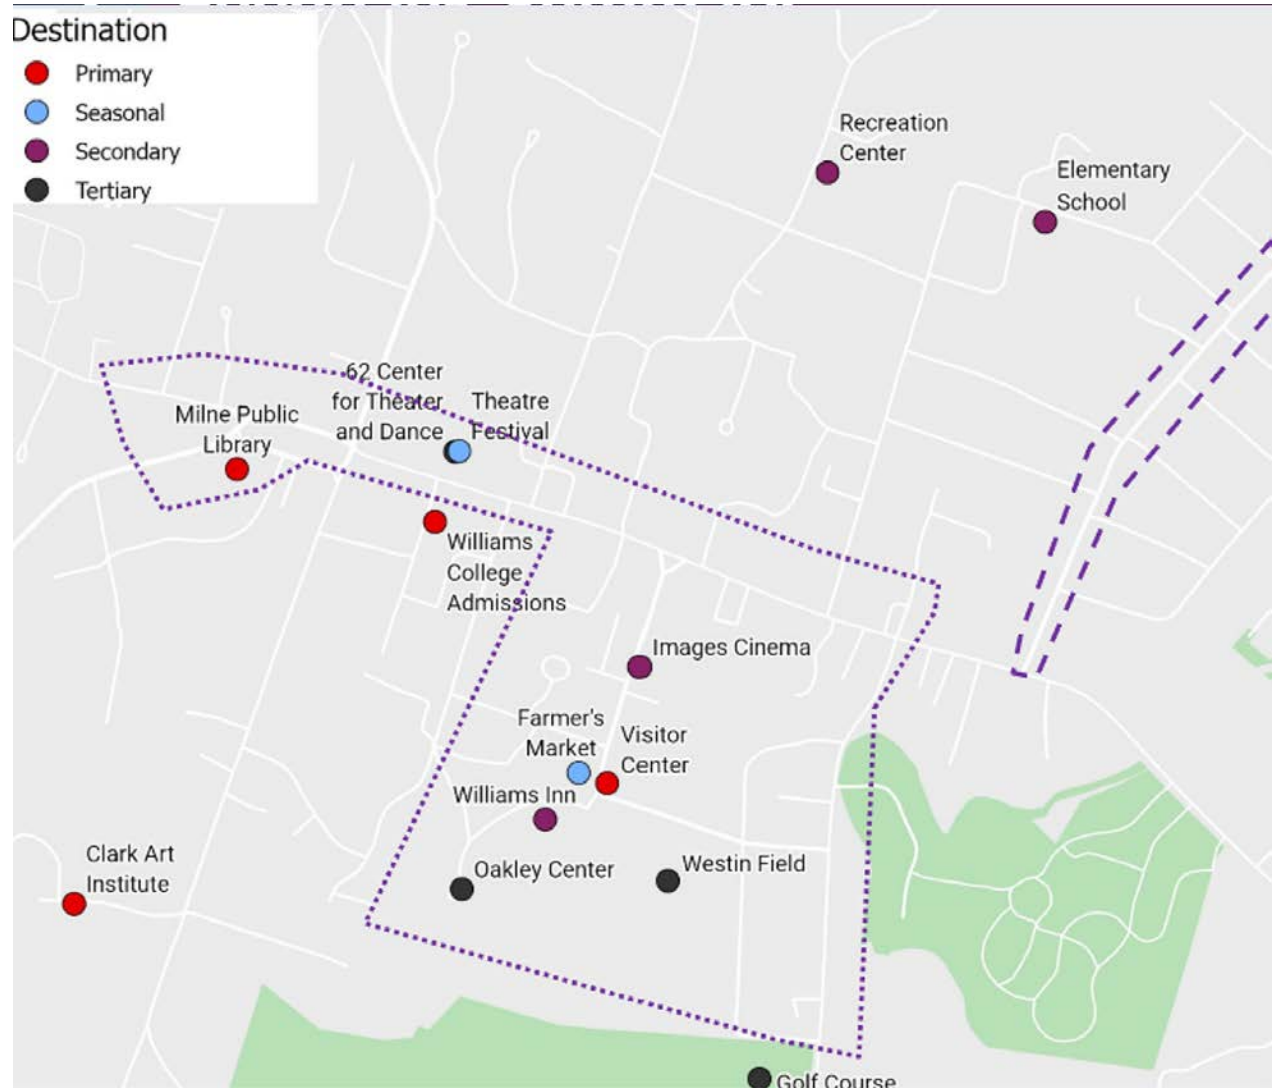 Destination
Primary
Seasonal
Secondary
Tertiary
Recreation
Center
Elementary
School
62 Center
for Theater
and Dance
Theatre
Festival
Milne Public
Library
Williams
College
Admissions
Images Cinema
Farmer's
Market
Visitor
Center
Williams Inn
Oakley Center
Westin Field
Clark Art
Institute
Golf Course